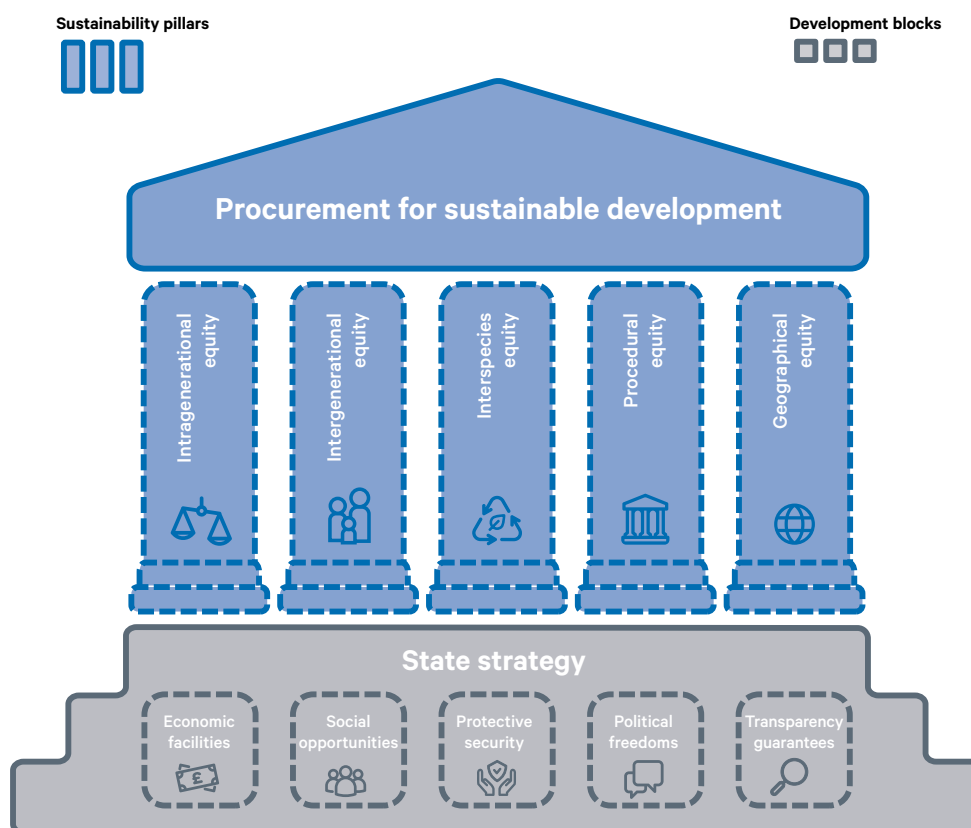 Sustainability pillars
Development blocks
Procurement for sustainable development
Intragenerational
equity
Intergenerational
equity
Interspecies
equity
Procedural
equity
Geographical
equity
State strategy
Economic
facilities
£
Social
opportunities
Protective
security
Political
freedoms
Transparency
guarantees